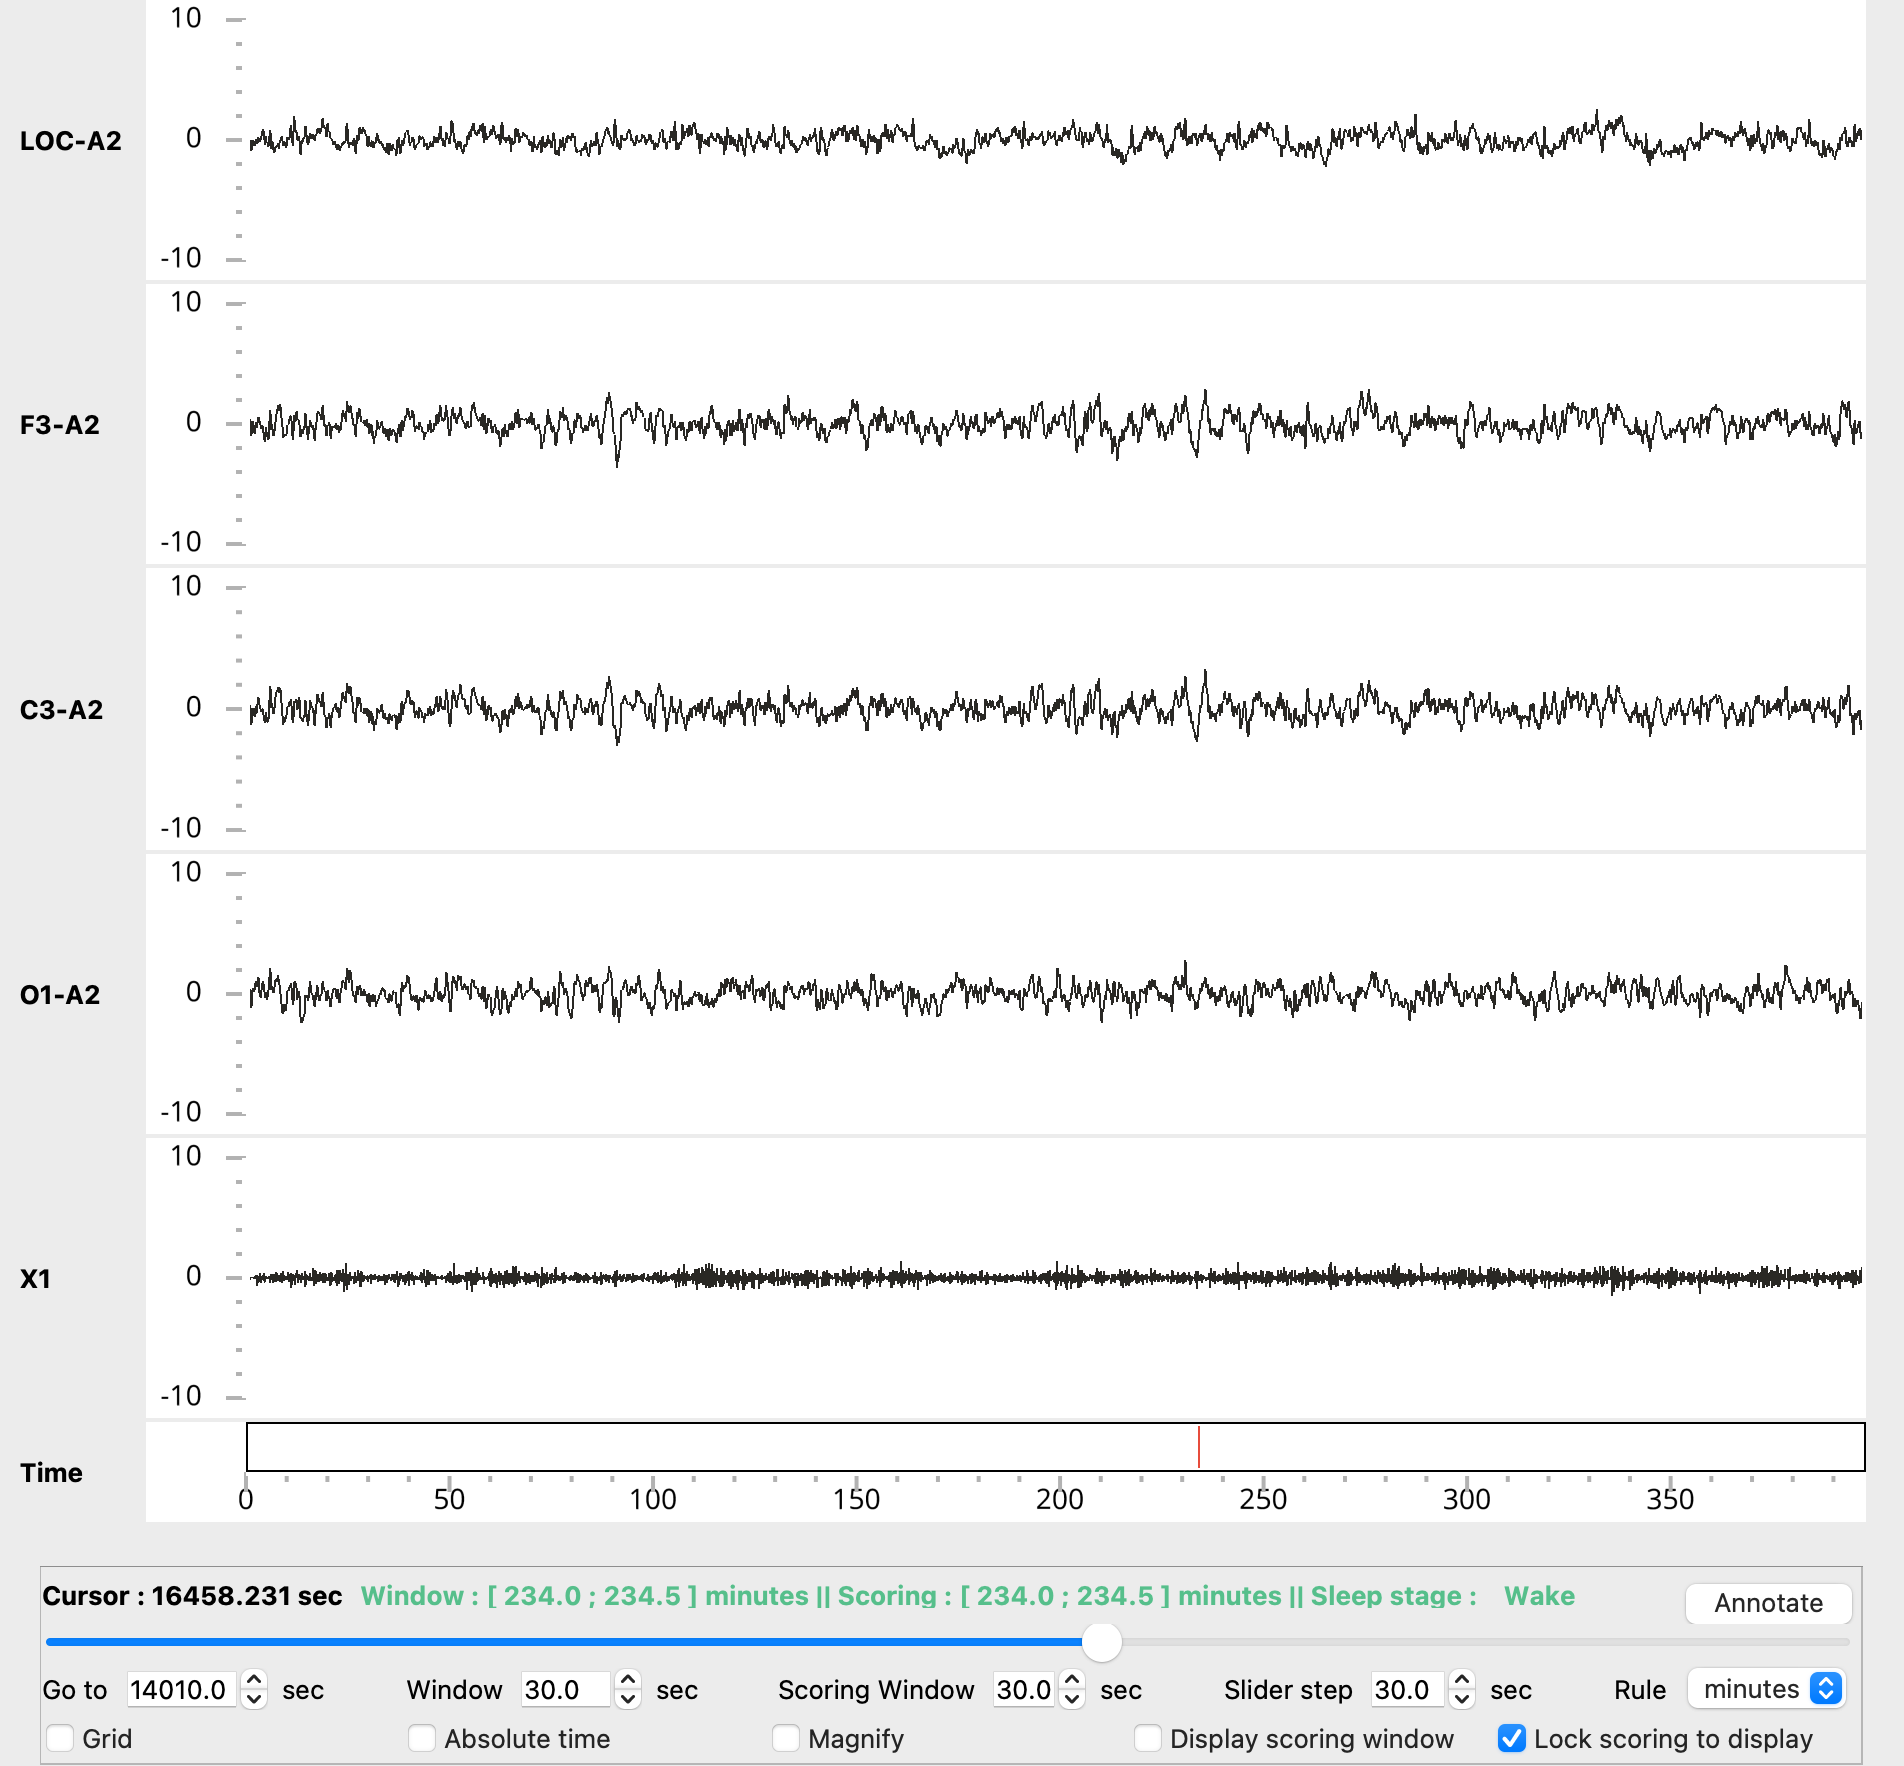 10
LOC-A2
0
-10
10
F3-A2
0
-10
10
C3-A2
0
-10
10
O1-A2
0
-10
10
X1
0
-10
Time
0 50 100 150 200 250 300 350
Cursor : 16458.231 sec Window : [ 234.0 ; 234.5 ] minutes || Scoring : [ 234.0 ; 234.5 ] minutes || Sleep stage : Wake Annotate
Go to 14010.0 sec Window 30.0 sec Scoring Window 30.0 sec Slider step 30.0 sec Rule minutes
Grid Absolute time Magnify Display scoring window Lock scoring to display